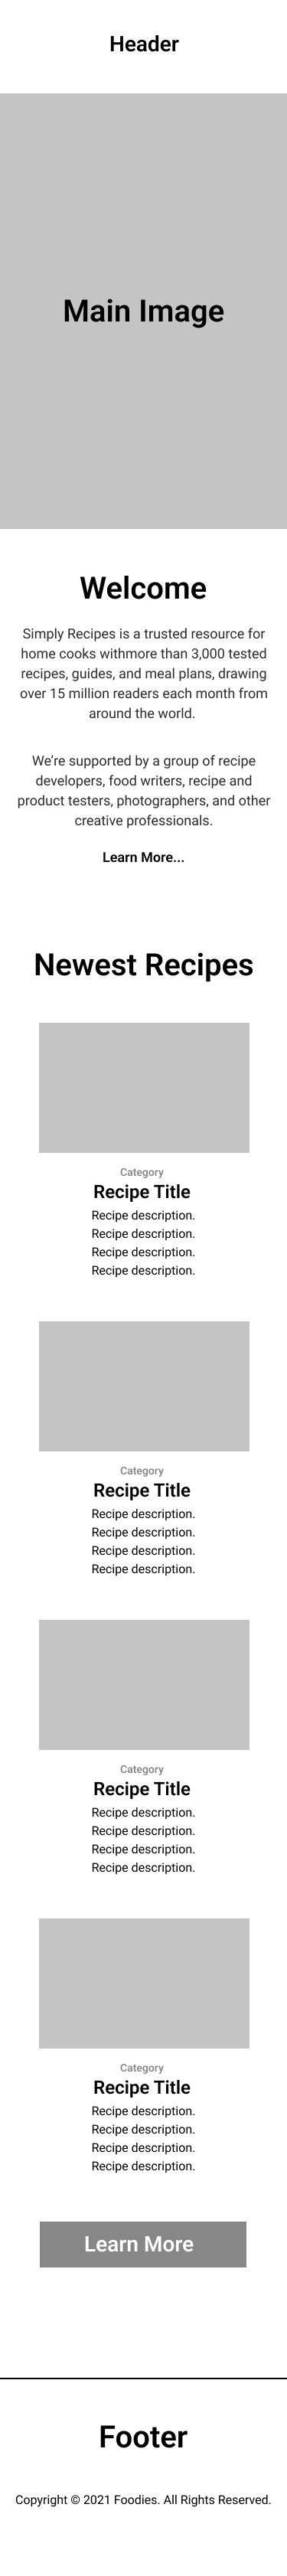 Header
Main Image
Welcome
Simply Recipes is a trusted resource for
home cooks withmore than 3,000 tested
recipes, guides, and meal plans, drawing
over 15 million readers each month from
around the world.
We’re supported by a group of recipe
developers, food writers, recipe and
product testers, photographers, and other
creative professionals.
Learn More...
Newest Recipes
Category
Recipe Title
Recipe description.
Recipe description.
Recipe description.
Recipe description.
Category
Recipe Title
Recipe description.
Recipe description.
Recipe description.
Recipe description.
Category
Recipe Title
Recipe description.
Recipe description.
Recipe description.
Recipe description.
Category
Recipe Title
Recipe description.
Recipe description.
Recipe description.
Recipe description.
Learn More
Footer
Copyright © 2021 Foodies. All Rights Reserved.